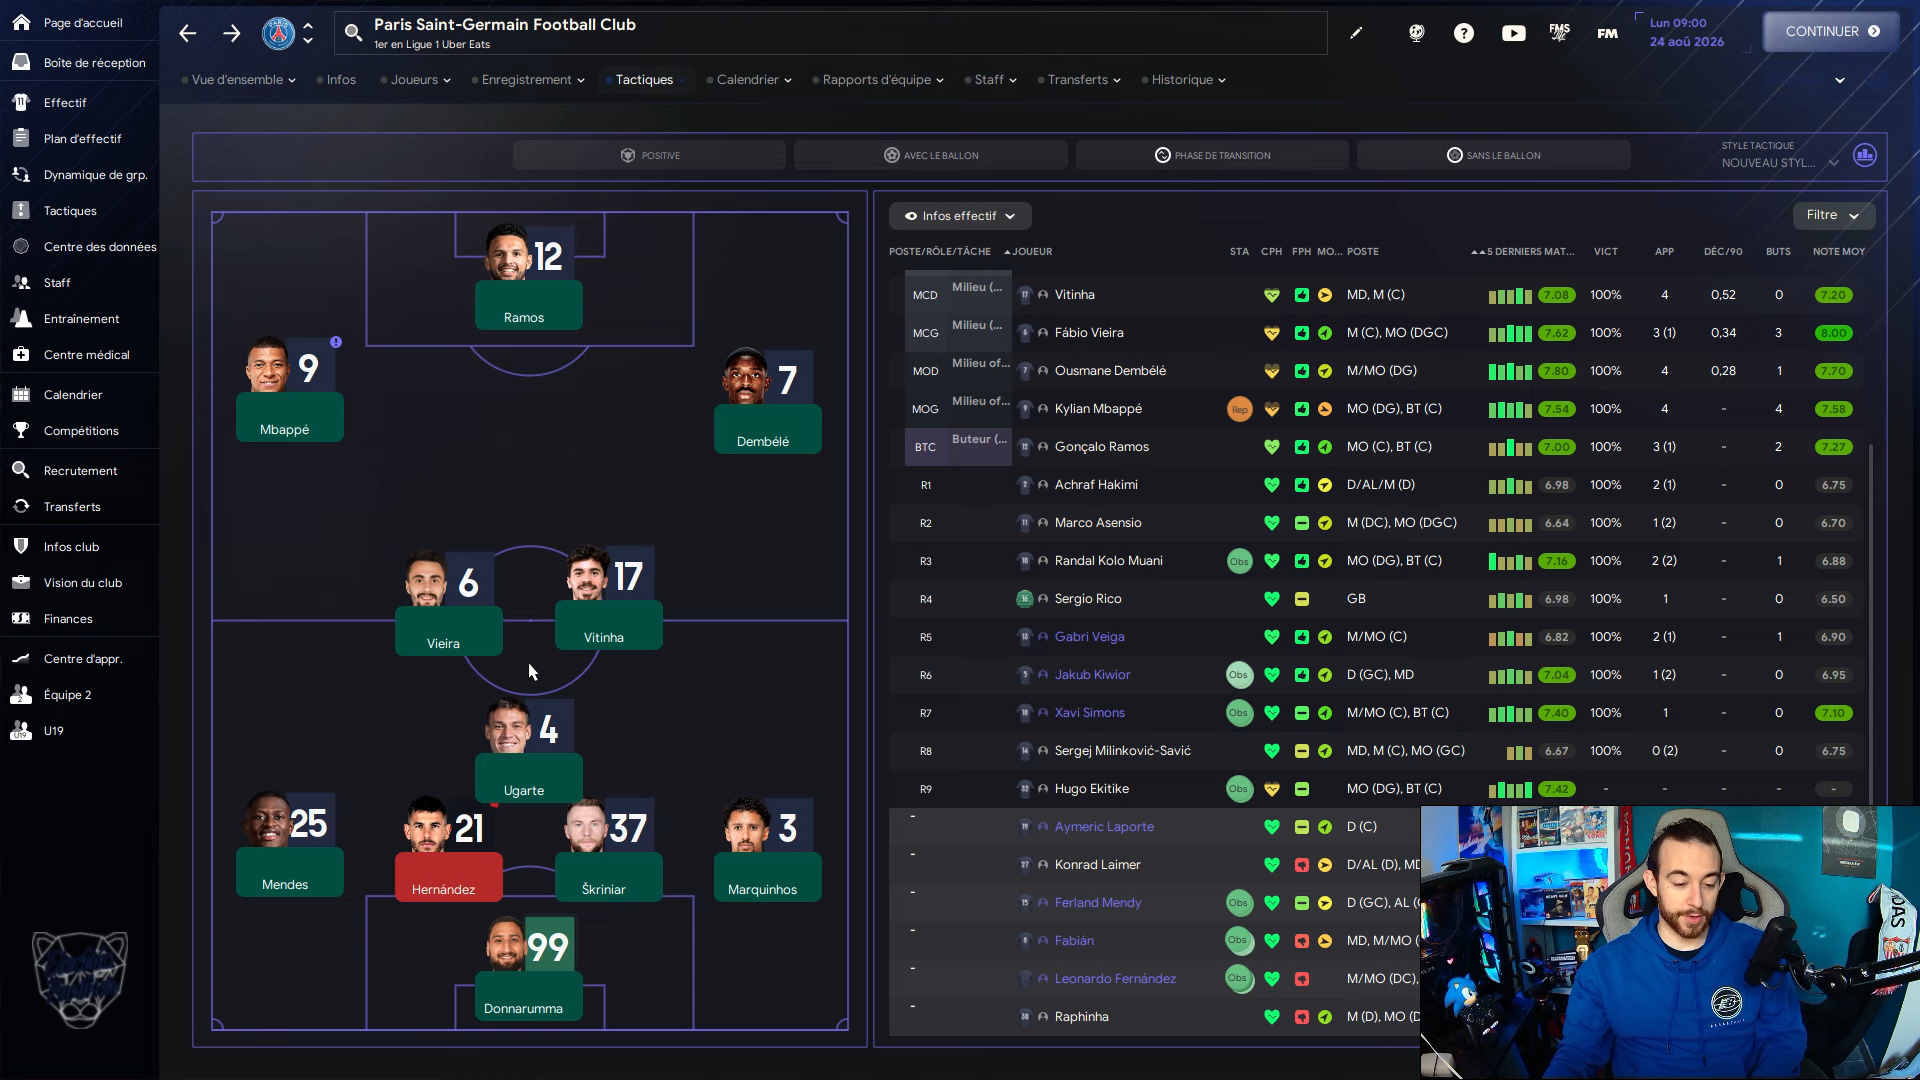 Page d'accueil
Boîte de réception
Effectif
Plan d'effectif
Dynamique de grp.
Tactiques
Centre des données
Staff
Entraînement
Centre médical
Calendrier
Compétitions
Recrutement
Transferts
Infos club
Vision du club
Finances
Centre d'appr.
Équipe 2
U19
Paris Saint-Germain Football Club
1er en Ligue 1 Uber Eats
FMS
FM
Lun 09:00
24 aoû 2026
CONTINUER
Vue d'ensemble
Infos
Joueurs
Enregistrement
Tactiques
Calendrier
Rapports d'équipe
Staff
Transferts
Historique
POSITIVE
AVEC LE BALLON
PHASE DE TRANSITION
SANS LE BALLON
STYLE TACTIQUE
NOUVEAU STYL...
12
Ramos
9
Mbappé
7
Dembélé
6
Vieira
17
Vitinha
4
Ugarte
25
Mendes
21
Hernández
37
Škriniar
3
Marquinhos
99
Donnarumma
Infos effectif
Filtre
POSTE/RÔLE/TÂCHE JOUEUR STA CPH FPH MO... POSTE 5 DERNIERS MAT... VICT APP DÉC/90 BUTS NOTE MOY
MCD Milieu (... Vitinha MD, M (C) 7.08 100% 4 0,52 0 7.20
MCG Milieu (... Fábio Vieira M (C), MO (DGC) 7.62 100% 3 (1) 0,34 3 8.00
MOD Milieu of... Ousmane Dembélé M/MO (DG) 7.80 100% 4 0,28 1 7.70
MOG Milieu of... Kylian Mbappé Rep MO (DG), BT (C) 7.54 100% 4 - 4 7.58
BTC Buteur (... Gonçalo Ramos MO (C), BT (C) 7.00 100% 3 (1) - 2 7.27
R1 Achraf Hakimi D/AL/M (D) 6.98 100% 2 (1) - 0 6.75
R2 Marco Asensio M (DC), MO (DGC) 6.64 100% 1 (2) - 0 6.70
R3 Randal Kolo Muani Obs MO (DG), BT (C) 7.16 100% 2 (2) - 1 6.88
R4 Sergio Rico GB 6.98 100% 1 - 0 6.50
R5 Gabri Veiga M/MO (C) 6.82 100% 2 (1) - 1 6.90
R6 Jakub Kiwior Obs D (GC), MD 7.04 100% 1 (2) - 0 6.95
R7 Xavi Simons Obs M/MO (C), BT (C) 7.40 100% 1 - 0 7.10
R8 Sergej Milinković-Savić MD, M (C), MO (GC) 6.67 100% 0 (2) - 0 6.75
R9 Hugo Ekitike Obs MO (DG), BT (C) 7.42 - - - - -
- Aymeric Laporte D (C)
- Konrad Laimer D/AL (D), MD
- Ferland Mendy Obs D (GC), AL (
- Fabián Obs MD, M/MO (
- Leonardo Fernández Obs M/MO (DC),
- Raphinha M (D), MO (D